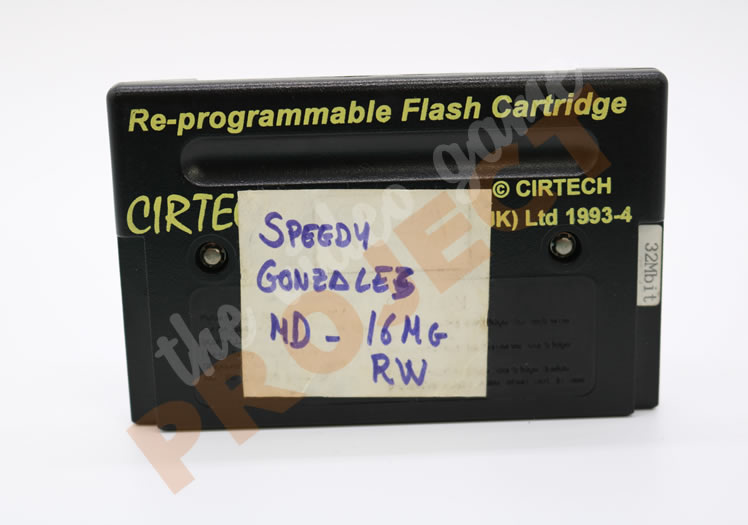 Re-programmable Flash Cartridge
© CIRTECH
CIRTEC
UK) Ltd 1993-4
32Mbit
SPEEDY
GONZALES
MD - 16MG
RW
the video game
PROJECT